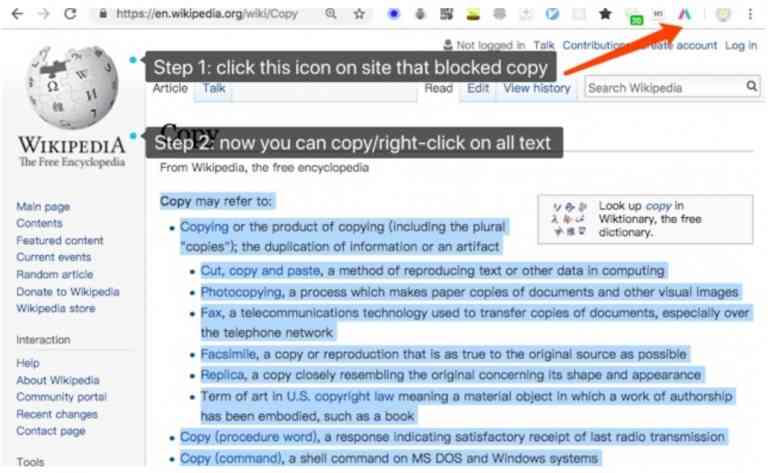 https://en.wikipedia.org/wiki/Copy
20
Not logged in Talk Contribution Create account Log in
Step 1: click this icon on site that blocked copy
Article Talk Read Edit View history Search Wikipedia
WIKIPEDIA
The Free Encyclopedia
Copy
Step 2: now you can copy/right-click on all text
From Wikipedia, the free encyclopedia
Copy may refer to:
Look up copy in
Wiktionary, the free
dictionary.
• Copying or the product of copying (including the plural
"copies"); the duplication of information or an artifact
• Cut, copy and paste, a method of reproducing text or other data in computing
• Photocopying, a process which makes paper copies of documents and other visual images
• Fax, a telecommunications technology used to transfer copies of documents, especially over
the telephone network
• Facsimile, a copy or reproduction that is as true to the original source as possible
• Replica, a copy closely resembling the original concerning its shape and appearance
• Term of art in U.S. copyright law meaning a material object in which a work of authorship
has been embodied, such as a book
• Copy (procedure word), a response indicating satisfactory receipt of last radio transmission
• Copy (command), a shell command on MS DOS and Windows systems
Main page
Contents
Featured content
Current events
Random article
Donate to Wikipedia
Wikipedia store
Interaction
Help
About Wikipedia
Community portal
Recent changes
Contact page
Tools